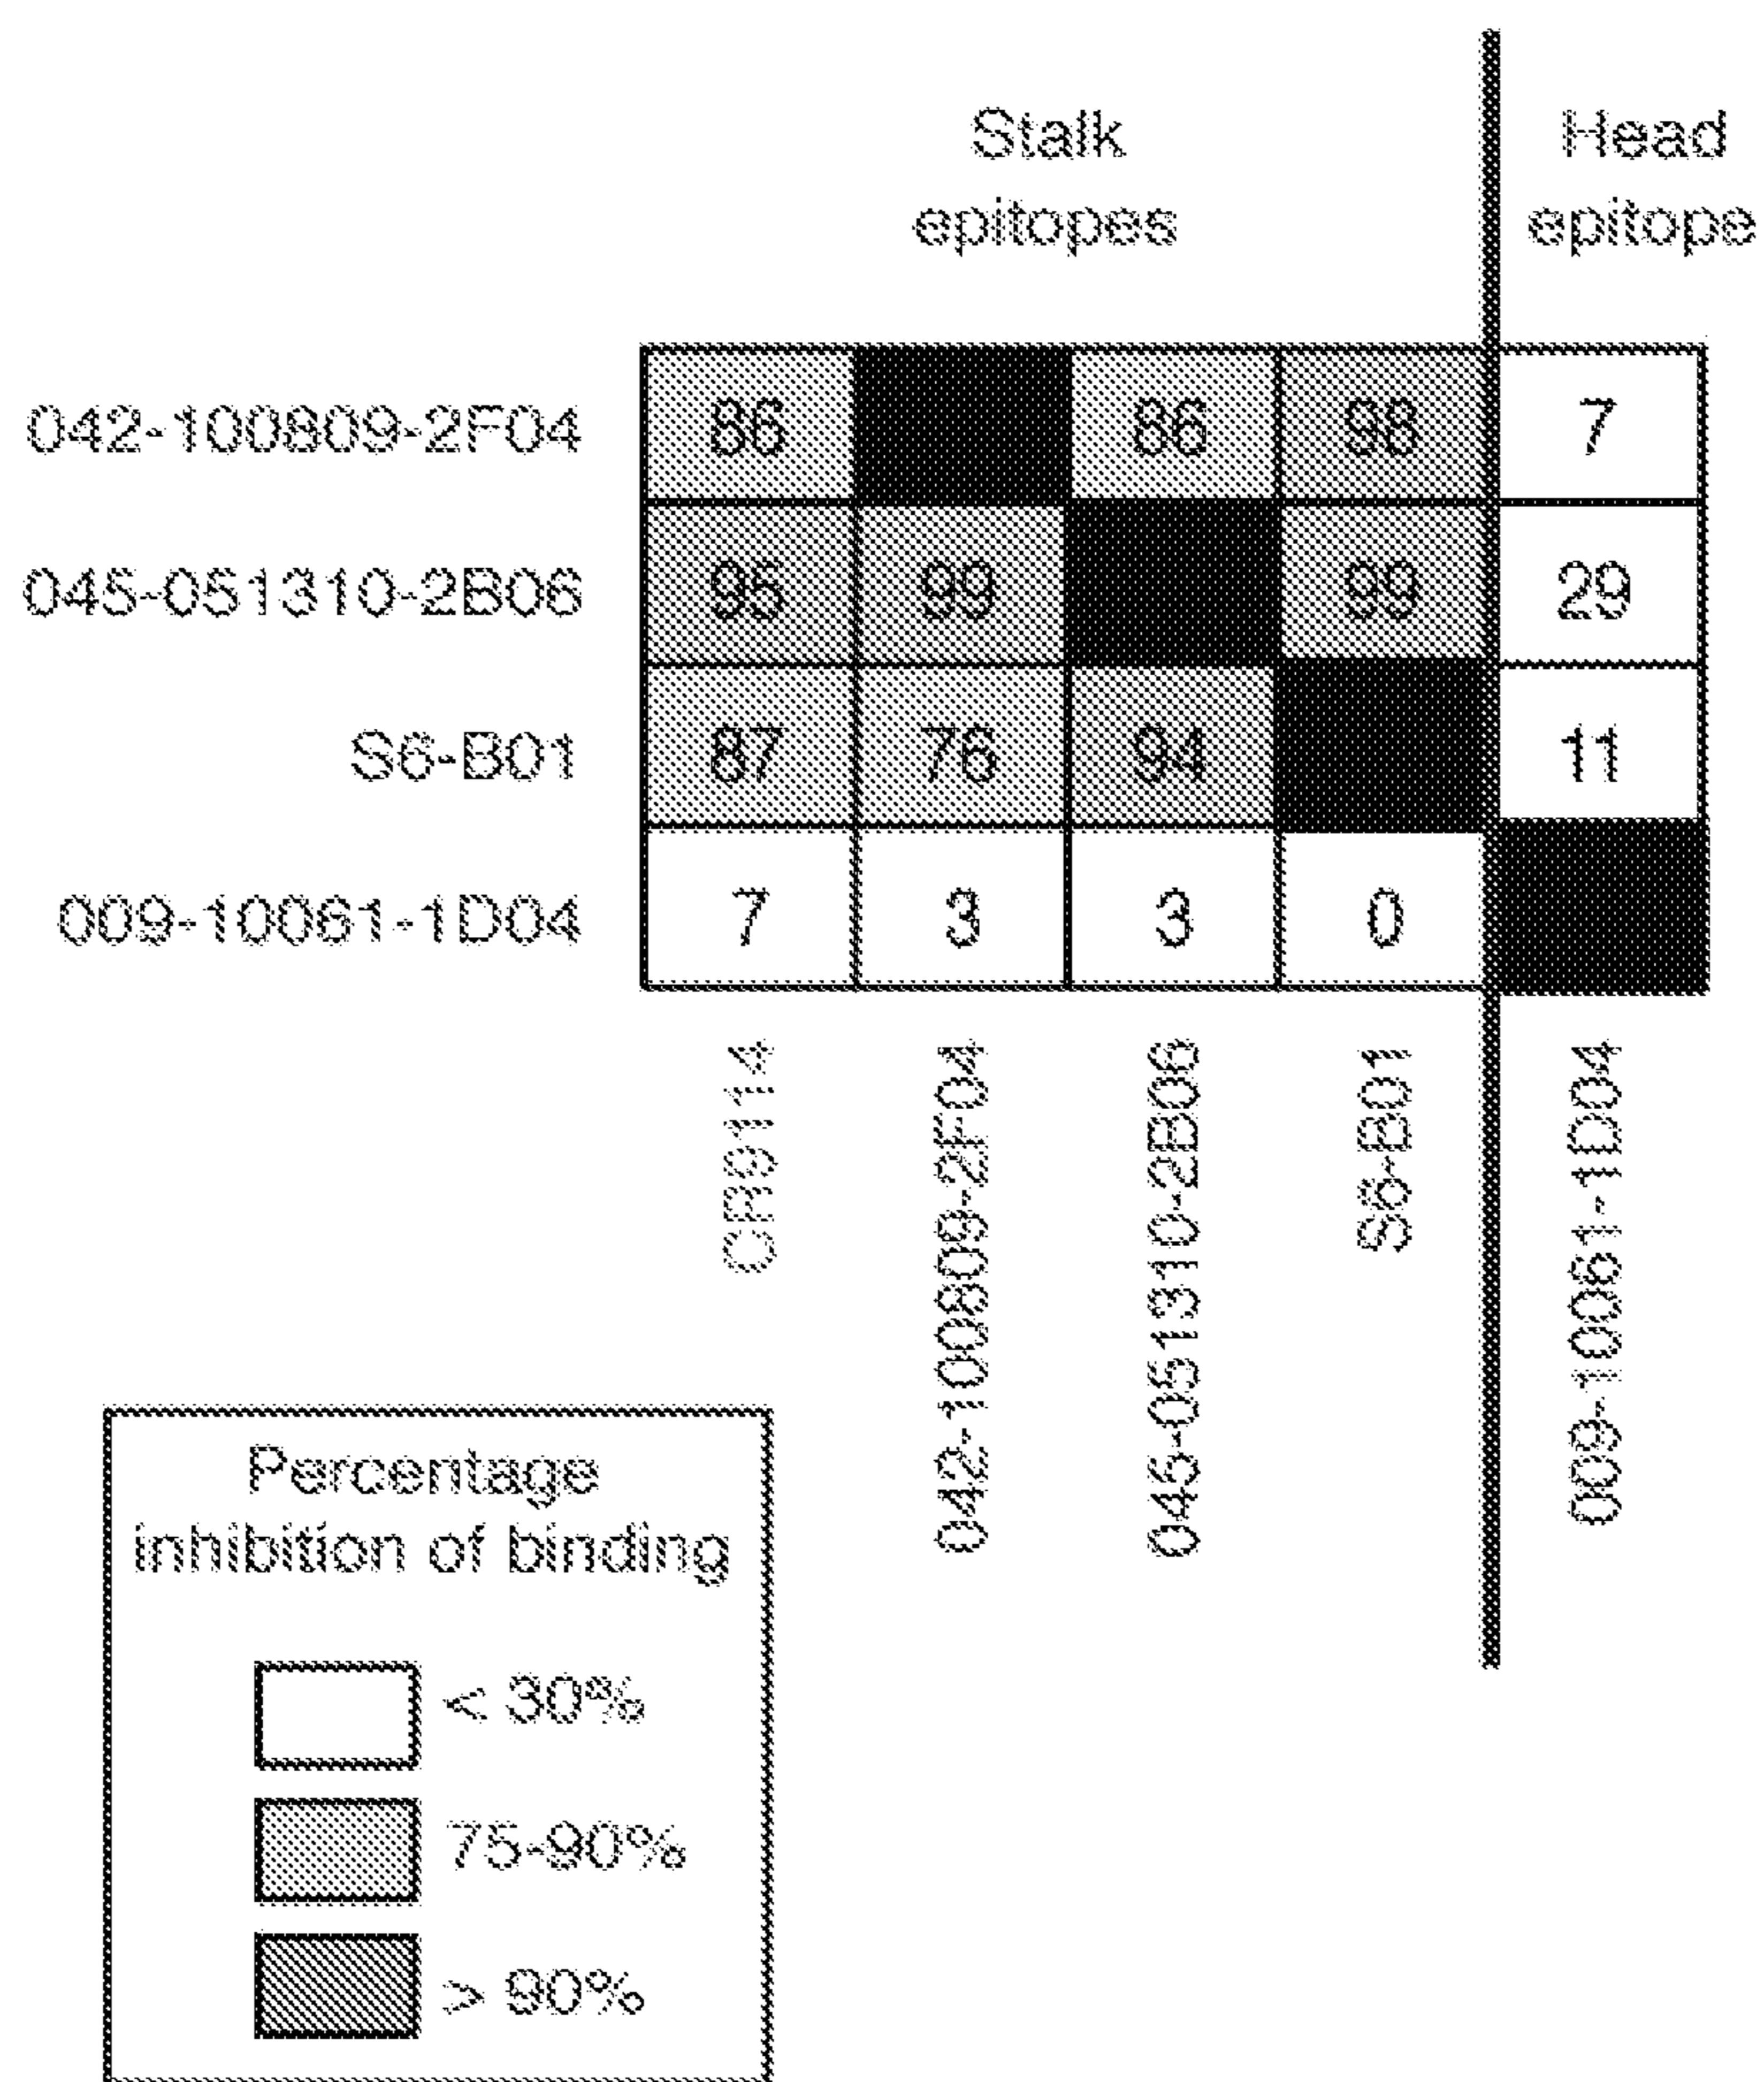 Stalk
epitopes
Head
epitope
042-100809-2F04 86 86 98 7
045-051310-2B06 95 99 99 29
S6-B01 87 76 94 11
009-10061-1D04 7 3 3 0
CR9114
042-100809-2F04
045-051310-2B06
S6-B01
009-10061-1D04
Percentage
inhibition of binding
< 30%
75-90%
> 90%